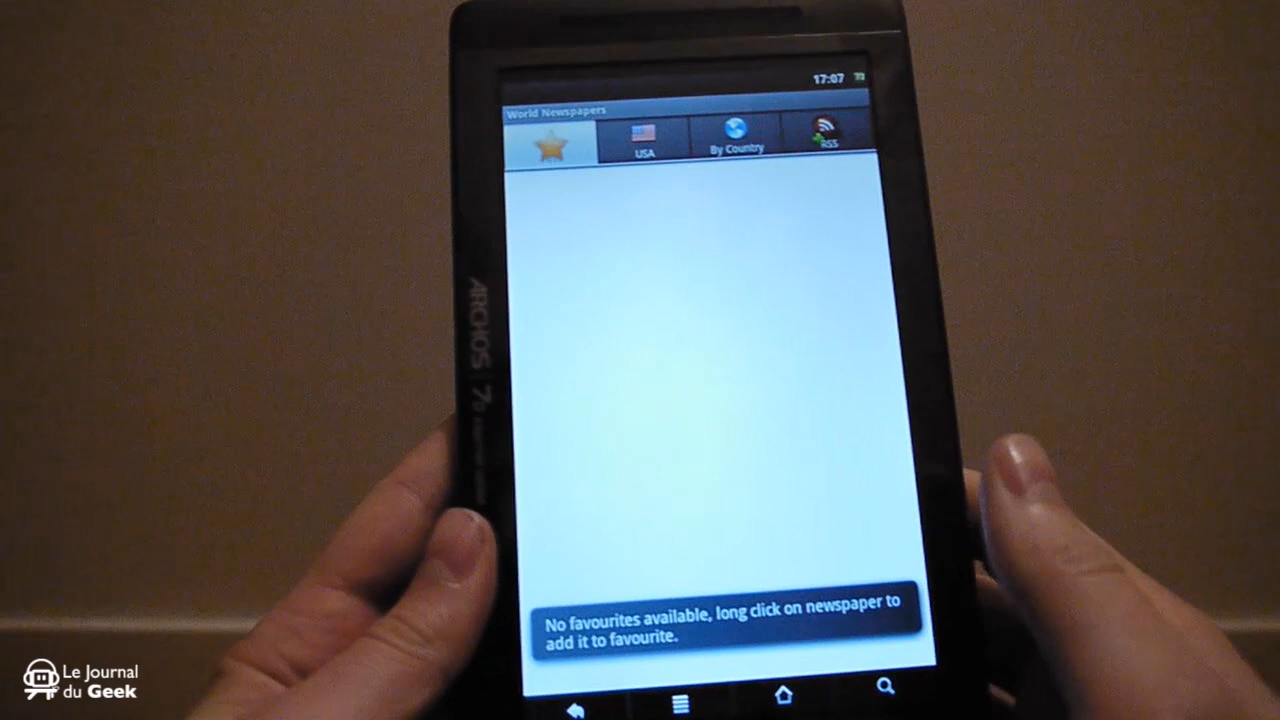 17:07
World Newspapers
USA
By Country
RSS
ARCHOS 70
No favourites available, long click on newspaper to
add it to favourite.
Le Journal
du Geek